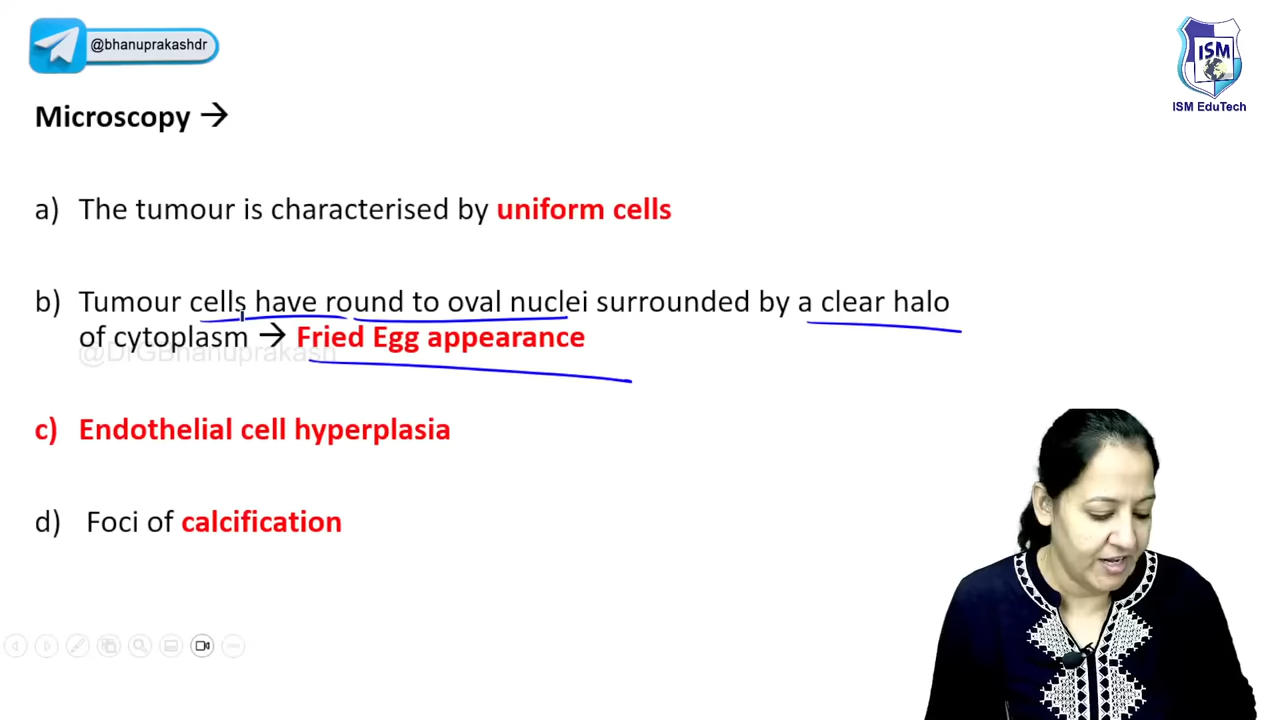 @bhanuprakashdr
ISM
ISM EduTech
Microscopy →
a) The tumour is characterised by uniform cells
b) Tumour cells have round to oval nuclei surrounded by a clear halo
of cytoplasm → Fried Egg appearance
@DrGBhanuprakash
c) Endothelial cell hyperplasia
d) Foci of calcification